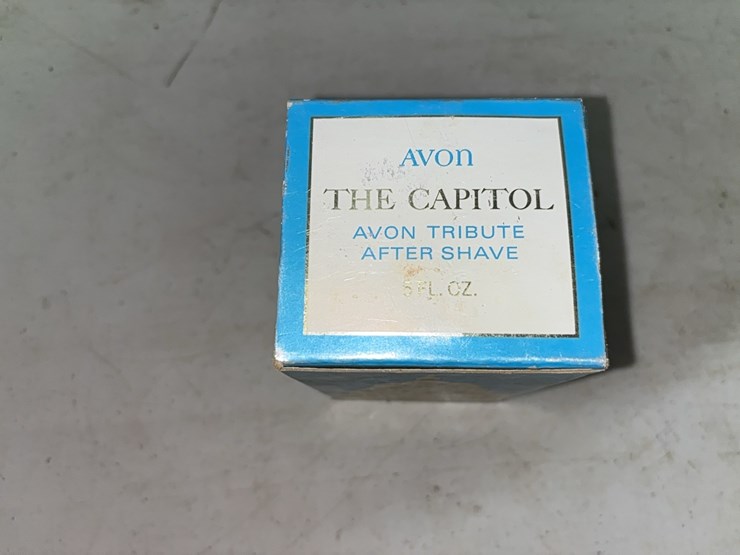 AVON
THE CAPITOL
AVON TRIBUTE
AFTER SHAVE
5 FL. OZ.